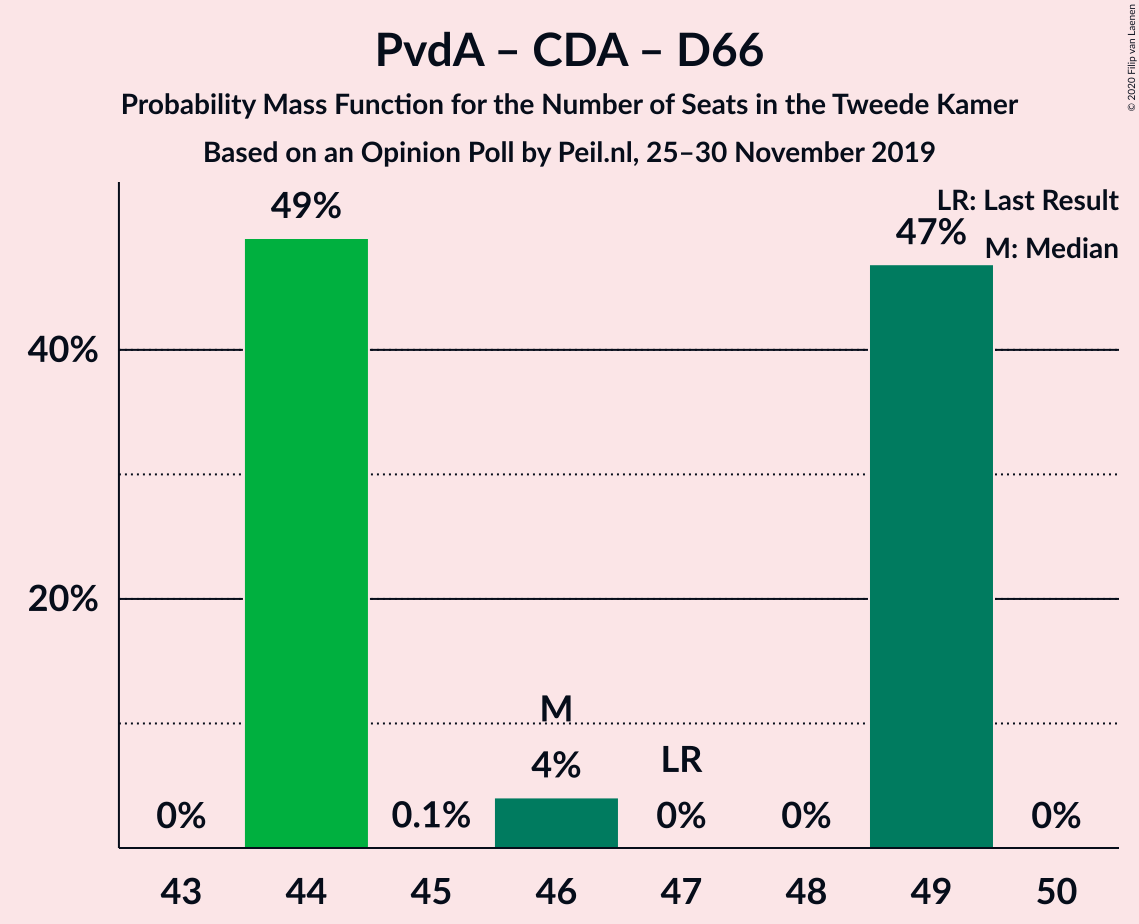 PvdA – CDA – D66
Probability Mass Function for the Number of Seats in the Tweede Kamer
Based on an Opinion Poll by Peil.nl, 25–30 November 2019
© 2020 Filip van Laenen
LR: Last Result
M: Median
49%
47%
40%
20%
M
4%
LR
0%
0.1%
0%
0%
0%
43 44 45 46 47 48 49 50